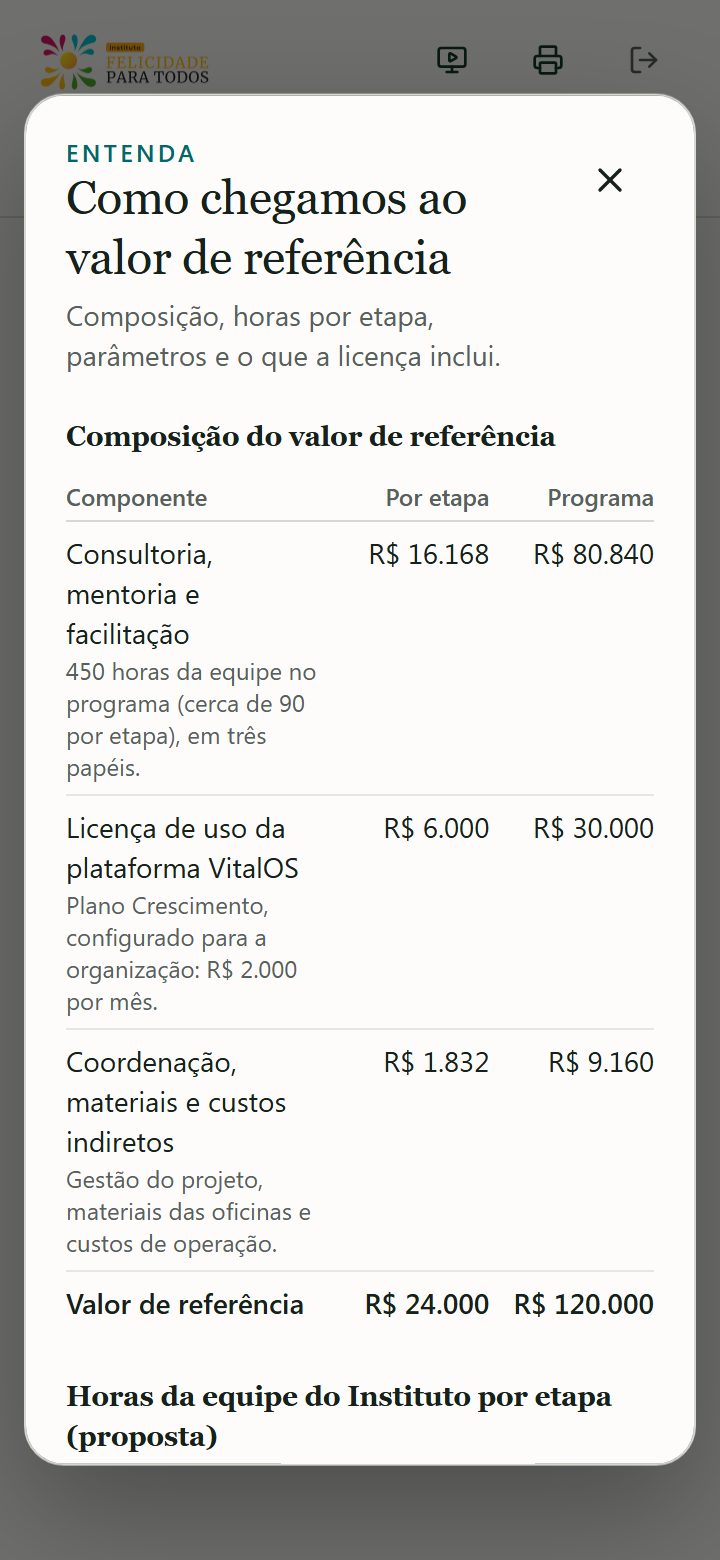 Instituto
FELICIDADE
PARA TODOS
ENTENDA
Como chegamos ao
valor de referência
Composição, horas por etapa,
parâmetros e o que a licença inclui.
Composição do valor de referência
Componente Por etapa Programa
Consultoria, R$ 16.168 R$ 80.840
mentoria e
facilitação
450 horas da equipe no
programa (cerca de 90
por etapa), em três
papéis.
Licença de uso da R$ 6.000 R$ 30.000
plataforma VitalOS
Plano Crescimento,
configurado para a
organização: R$ 2.000
por mês.
Coordenação, R$ 1.832 R$ 9.160
materiais e custos
indiretos
Gestão do projeto,
materiais das oficinas e
custos de operação.
Valor de referência R$ 24.000 R$ 120.000
Horas da equipe do Instituto por etapa
(proposta)